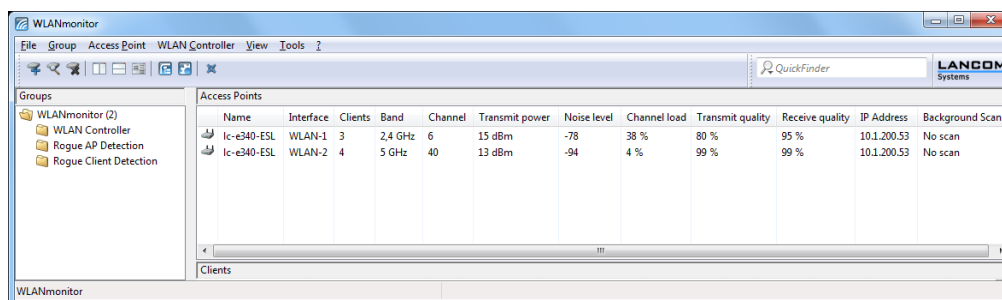 WLANmonitor
File Group Access Point WLAN Controller View Tools ?
QuickFinder
LANCOM
Systems
Groups
WLANmonitor (2)
WLAN Controller
Rogue AP Detection
Rogue Client Detection
Access Points
Name Interface Clients Band Channel Transmit power Noise level Channel load Transmit quality Receive quality IP Address Background Scan
lc-e340-ESL WLAN-1 3 2,4 GHz 6 15 dBm -78 38 % 80 % 95 % 10.1.200.53 No scan
lc-e340-ESL WLAN-2 4 5 GHz 40 13 dBm -94 4 % 99 % 99 % 10.1.200.53 No scan
Clients
WLANmonitor